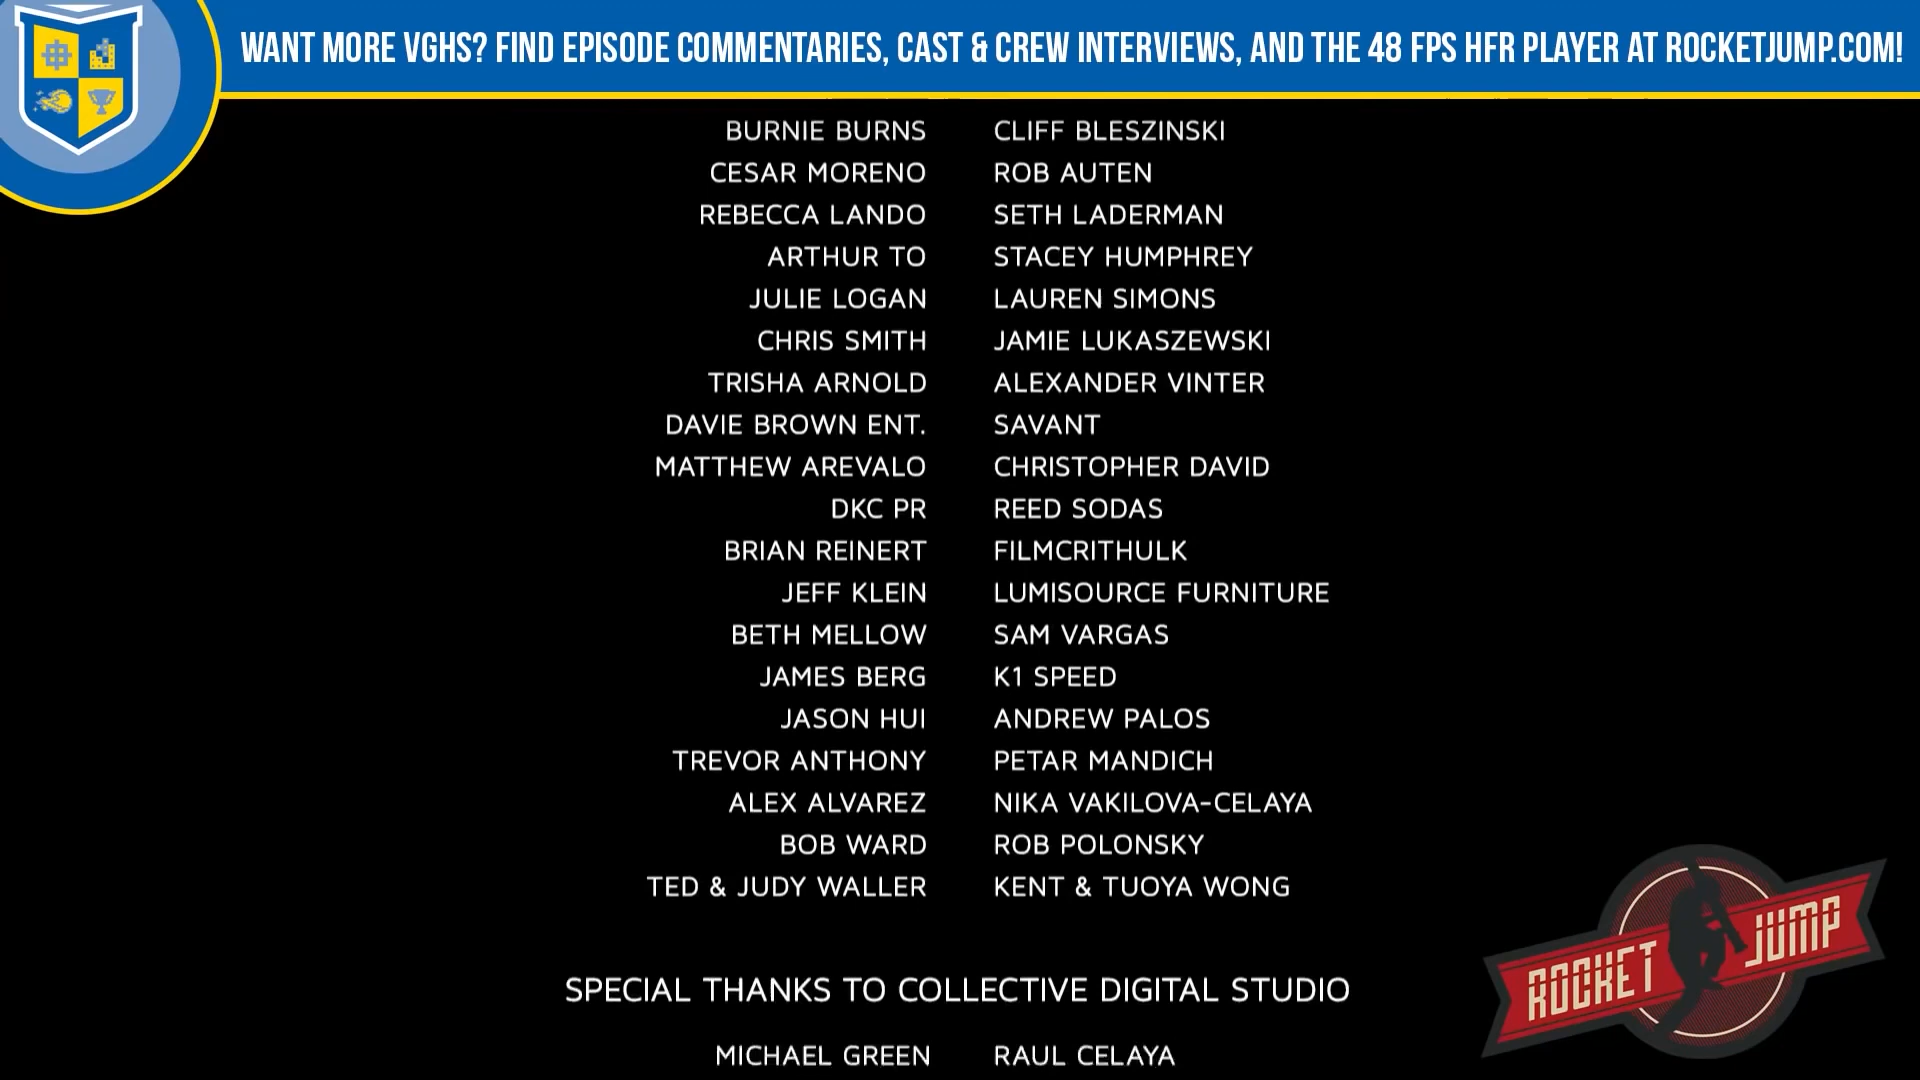 WANT MORE VGHS? FIND EPISODE COMMENTARIES, CAST & CREW INTERVIEWS, AND THE 48 FPS HFR PLAYER AT ROCKETJUMP.COM!
BURNIE BURNS CLIFF BLESZINSKI
CESAR MORENO ROB AUTEN
REBECCA LANDO SETH LADERMAN
ARTHUR TO STACEY HUMPHREY
JULIE LOGAN LAUREN SIMONS
CHRIS SMITH JAMIE LUKASZEWSKI
TRISHA ARNOLD ALEXANDER VINTER
DAVIE BROWN ENT. SAVANT
MATTHEW AREVALO CHRISTOPHER DAVID
DKC PR REED SODAS
BRIAN REINERT FILMCRITHULK
JEFF KLEIN LUMISOURCE FURNITURE
BETH MELLOW SAM VARGAS
JAMES BERG K1 SPEED
JASON HUI ANDREW PALOS
TREVOR ANTHONY PETAR MANDICH
ALEX ALVAREZ NIKA VAKILOVA-CELAYA
BOB WARD ROB POLONSKY
TED & JUDY WALLER KENT & TUOYA WONG
SPECIAL THANKS TO COLLECTIVE DIGITAL STUDIO
MICHAEL GREEN RAUL CELAYA
ROCKET JUMP